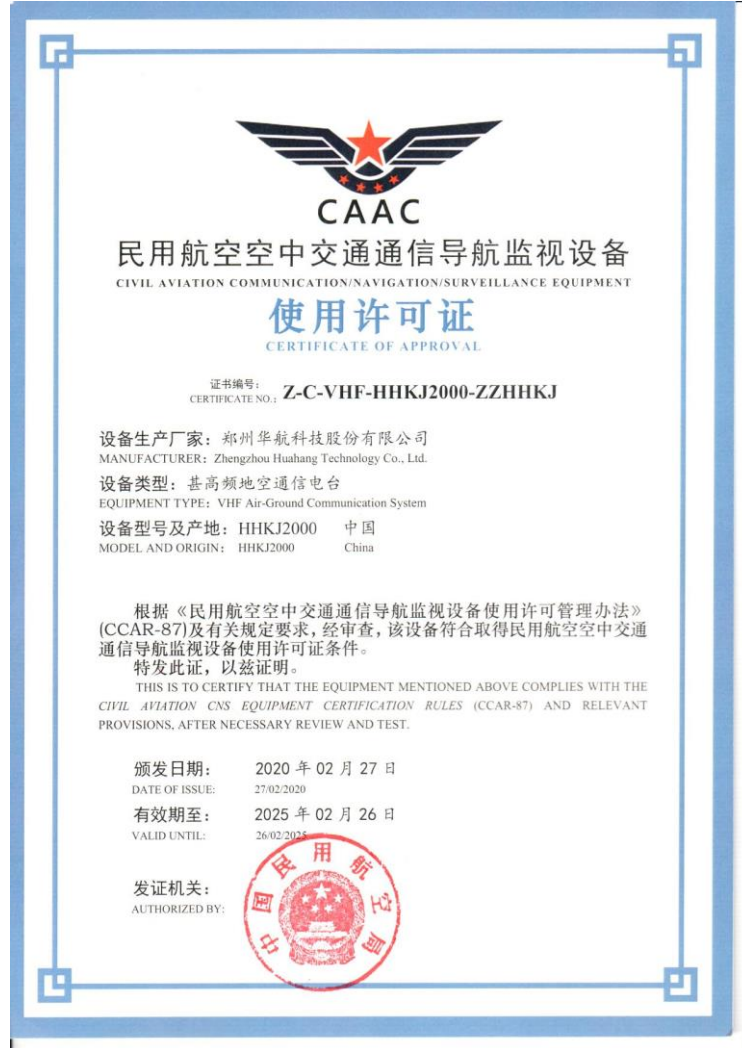 CAAC
民用航空空中交通通信导航监视设备
CIVIL AVIATION COMMUNICATION/NAVIGATION/SURVEILLANCE EQUIPMENT
使用许可证
CERTIFICATE OF APPROVAL
证书编号:
CERTIFICATE NO.: Z-C-VHF-HHKJ2000-ZZHHKJ
设备生产厂家: 郑州华航科技股份有限公司
MANUFACTURER: Zhengzhou Huahang Technology Co., Ltd.
设备类型: 甚高频地空通信电台
EQUIPMENT TYPE: VHF Air-Ground Communication System
设备型号及产地: HHKJ2000 中国
MODEL AND ORIGIN: HHKJ2000 China
根据《民用航空空中交通通信导航监视设备使用许可管理办法》
(CCAR-87)及有关规定要求,经审查,该设备符合取得民用航空空中交通
通信导航监视设备使用许可证条件。
特发此证,以兹证明。
THIS IS TO CERTIFY THAT THE EQUIPMENT MENTIONED ABOVE COMPLIES WITH THE
CIVIL AVIATION CNS EQUIPMENT CERTIFICATION RULES (CCAR-87) AND RELEVANT
PROVISIONS, AFTER NECESSARY REVIEW AND TEST.
颁发日期: 2020 年 02 月 27 日
DATE OF ISSUE: 27/02/2020
有效期至: 2025 年 02 月 26 日
VALID UNTIL: 26/02/2025
发证机关:
AUTHORIZED BY:
中国民用航空局